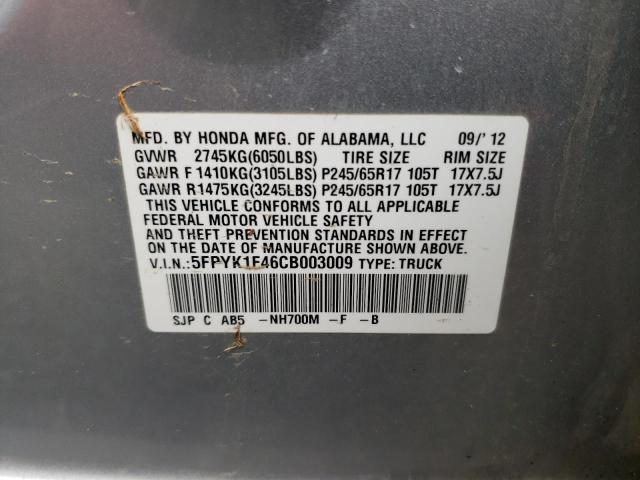 MFD. BY HONDA MFG. OF ALABAMA, LLC 09/'12
GVWR 2745KG(6050LBS) TIRE SIZE RIM SIZE
GAWR F 1410KG(3105LBS) P245/65R17 105T 17X7.5J
GAWR R1475KG(3245LBS) P245/65R17 105T 17X7.5J
THIS VEHICLE CONFORMS TO ALL APPLICABLE
FEDERAL MOTOR VEHICLE SAFETY
AND THEFT PREVENTION STANDARDS IN EFFECT
ON THE DATE OF MANUFACTURE SHOWN ABOVE.
V.I.N.:5FPYK1F46CB003009 TYPE: TRUCK
SJP C AB5 -NH700M -F -B